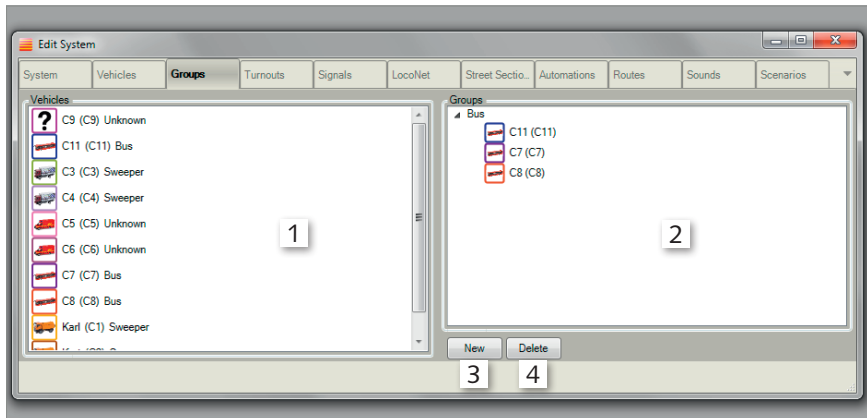 Edit System
System Vehicles Groups Turnouts Signals LocoNet Street Sectio... Automations Routes Sounds Scenarios
Vehicles
? C9 (C9) Unknown
C11 (C11) Bus
C3 (C3) Sweeper
C4 (C4) Sweeper
C5 (C5) Unknown
C6 (C6) Unknown
C7 (C7) Bus
C8 (C8) Bus
Karl (C1) Sweeper
1
Groups
Bus
C11 (C11)
C7 (C7)
C8 (C8)
2
New Delete
3 4